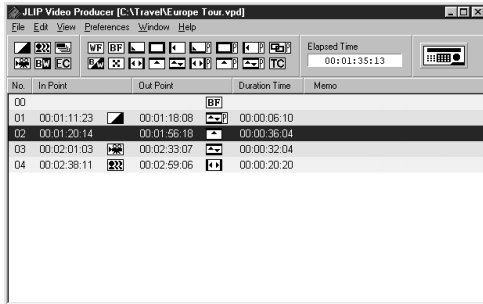 JLIP Video Producer [C:\Travel\Europe Tour.vpd]
File Edit View Preferences Window Help
WF BF P P P P Elapsed Time
BW EC B/W P P TC 00:01:35:13
No. In Point Out Point Duration Time Memo
00 BF
01 00:01:11:23 00:01:18:08 P 00:00:06:10
02 00:01:20:14 00:01:56:18 00:00:36:04
03 00:02:01:03 00:02:33:07 00:00:32:04
04 00:02:38:11 00:02:59:06 00:00:20:20